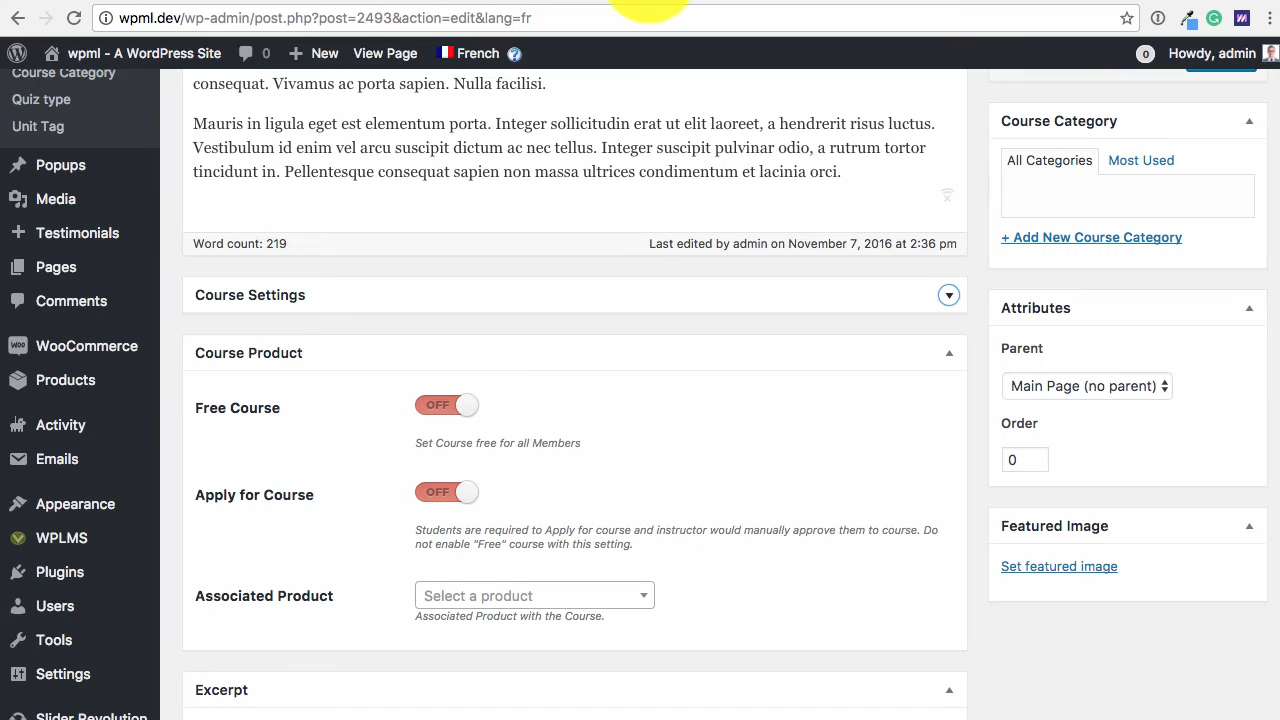 wpml.dev/wp-admin/post.php?post=2493&action=edit&lang=fr
wpml - A WordPress Site
0
New
View Page
French
?
0
Howdy, admin
Course Category
Quiz type
Unit Tag
Popups
Media
Testimonials
Pages
Comments
WooCommerce
Products
Activity
Emails
Appearance
WPLMS
Plugins
Users
Tools
Settings
Slider Revolution
consequat. Vivamus ac porta sapien. Nulla facilisi.
Mauris in ligula eget est elementum porta. Integer sollicitudin erat ut elit laoreet, a hendrerit risus luctus.
Vestibulum id enim vel arcu suscipit dictum ac nec tellus. Integer suscipit pulvinar odio, a rutrum tortor
tincidunt in. Pellentesque consequat sapien non massa ultrices condimentum et lacinia orci.
Word count: 219
Last edited by admin on November 7, 2016 at 2:36 pm
Course Settings
Course Product
Free Course
OFF
Set Course free for all Members
Apply for Course
OFF
Students are required to Apply for course and instructor would manually approve them to course. Do
not enable "Free" course with this setting.
Associated Product
Select a product
Associated Product with the Course.
Excerpt
Course Category
All Categories
Most Used
+ Add New Course Category
Attributes
Parent
Main Page (no parent)
Order
0
Featured Image
Set featured image